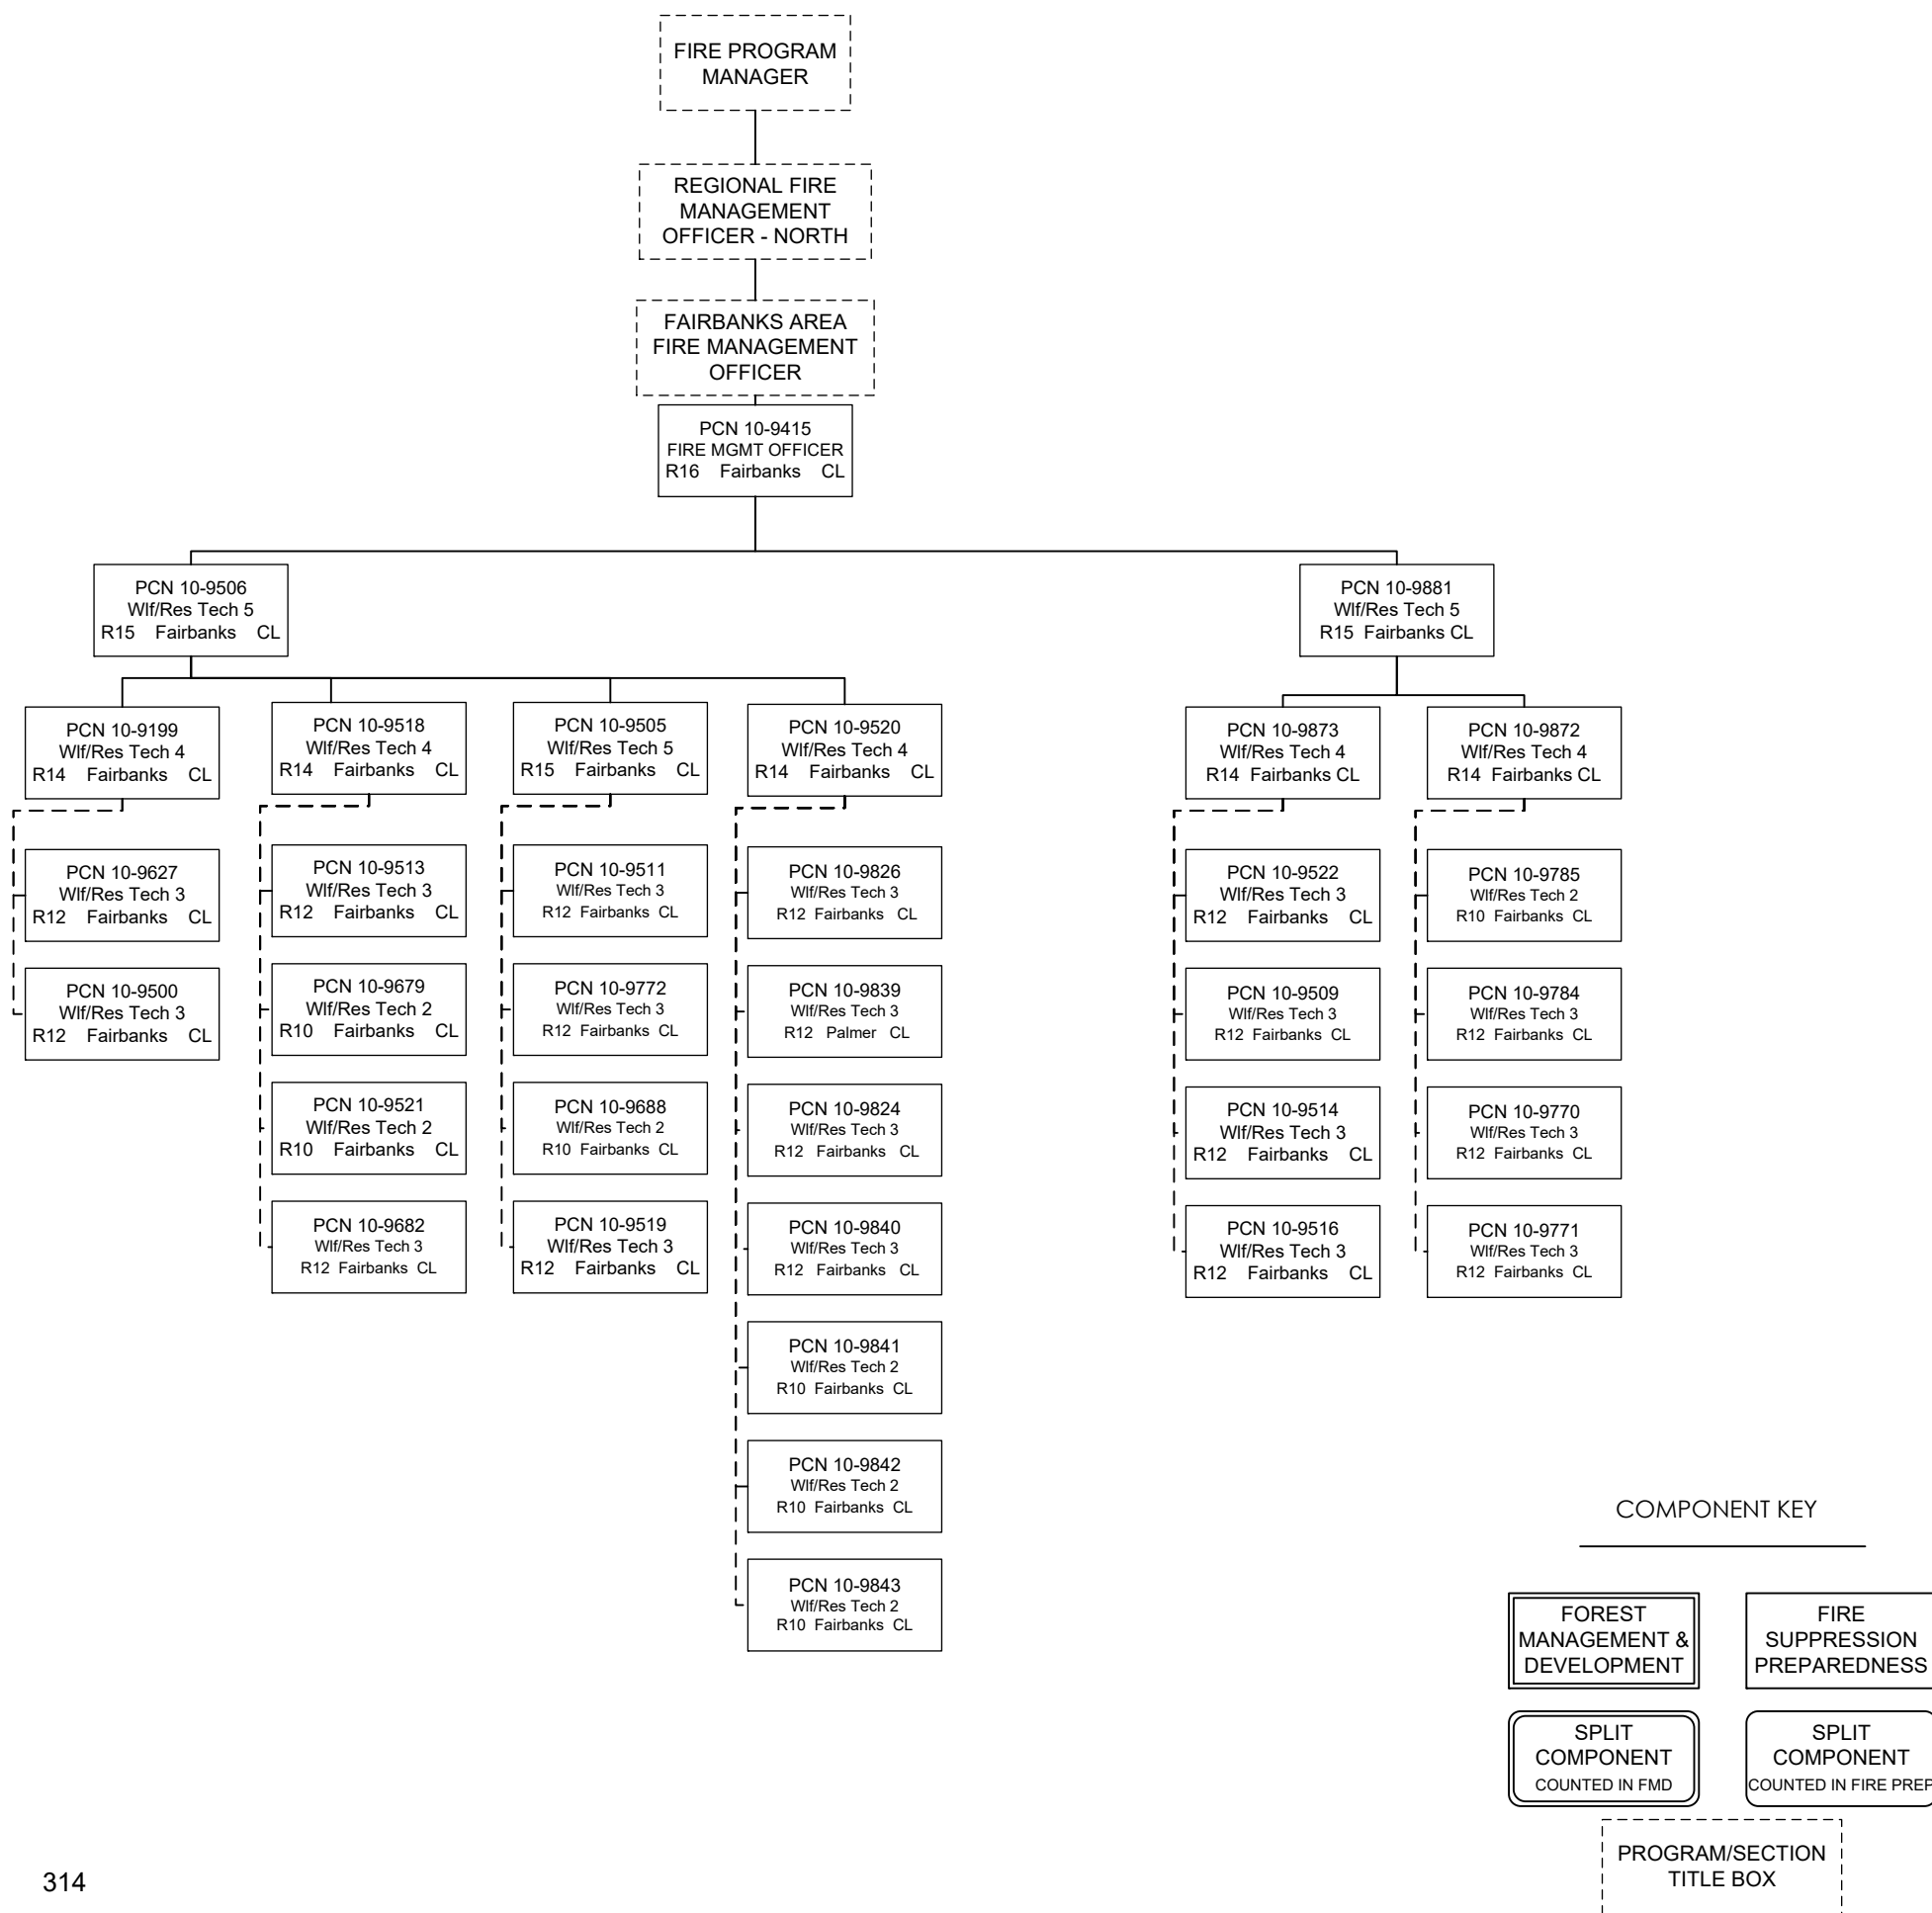 FIRE PROGRAM
MANAGER
REGIONAL FIRE
MANAGEMENT
OFFICER - NORTH
FAIRBANKS AREA
FIRE MANAGEMENT
OFFICER
PCN 10-9415
FIRE MGMT OFFICER
R16 Fairbanks CL
PCN 10-9506
Wlf/Res Tech 5
R15 Fairbanks CL
PCN 10-9881
Wlf/Res Tech 5
R15 Fairbanks CL
PCN 10-9199
Wlf/Res Tech 4
R14 Fairbanks CL
PCN 10-9518
Wlf/Res Tech 4
R14 Fairbanks CL
PCN 10-9505
Wlf/Res Tech 5
R15 Fairbanks CL
PCN 10-9520
Wlf/Res Tech 4
R14 Fairbanks CL
PCN 10-9873
Wlf/Res Tech 4
R14 Fairbanks CL
PCN 10-9872
Wlf/Res Tech 4
R14 Fairbanks CL
PCN 10-9627
Wlf/Res Tech 3
R12 Fairbanks CL
PCN 10-9513
Wlf/Res Tech 3
R12 Fairbanks CL
PCN 10-9511
Wlf/Res Tech 3
R12 Fairbanks CL
PCN 10-9826
Wlf/Res Tech 3
R12 Fairbanks CL
PCN 10-9522
Wlf/Res Tech 3
R12 Fairbanks CL
PCN 10-9785
Wlf/Res Tech 2
R10 Fairbanks CL
PCN 10-9500
Wlf/Res Tech 3
R12 Fairbanks CL
PCN 10-9679
Wlf/Res Tech 2
R10 Fairbanks CL
PCN 10-9772
Wlf/Res Tech 3
R12 Fairbanks CL
PCN 10-9839
Wlf/Res Tech 3
R12 Palmer CL
PCN 10-9509
Wlf/Res Tech 3
R12 Fairbanks CL
PCN 10-9784
Wlf/Res Tech 3
R12 Fairbanks CL
PCN 10-9521
Wlf/Res Tech 2
R10 Fairbanks CL
PCN 10-9688
Wlf/Res Tech 2
R10 Fairbanks CL
PCN 10-9824
Wlf/Res Tech 3
R12 Fairbanks CL
PCN 10-9514
Wlf/Res Tech 3
R12 Fairbanks CL
PCN 10-9770
Wlf/Res Tech 3
R12 Fairbanks CL
PCN 10-9682
Wlf/Res Tech 3
R12 Fairbanks CL
PCN 10-9519
Wlf/Res Tech 3
R12 Fairbanks CL
PCN 10-9840
Wlf/Res Tech 3
R12 Fairbanks CL
PCN 10-9516
Wlf/Res Tech 3
R12 Fairbanks CL
PCN 10-9771
Wlf/Res Tech 3
R12 Fairbanks CL
PCN 10-9841
Wlf/Res Tech 2
R10 Fairbanks CL
PCN 10-9842
Wlf/Res Tech 2
R10 Fairbanks CL
PCN 10-9843
Wlf/Res Tech 2
R10 Fairbanks CL
COMPONENT KEY
FOREST
MANAGEMENT &
DEVELOPMENT
FIRE
SUPPRESSION
PREPAREDNESS
SPLIT
COMPONENT
COUNTED IN FMD
SPLIT
COMPONENT
COUNTED IN FIRE PREP
PROGRAM/SECTION
TITLE BOX
314